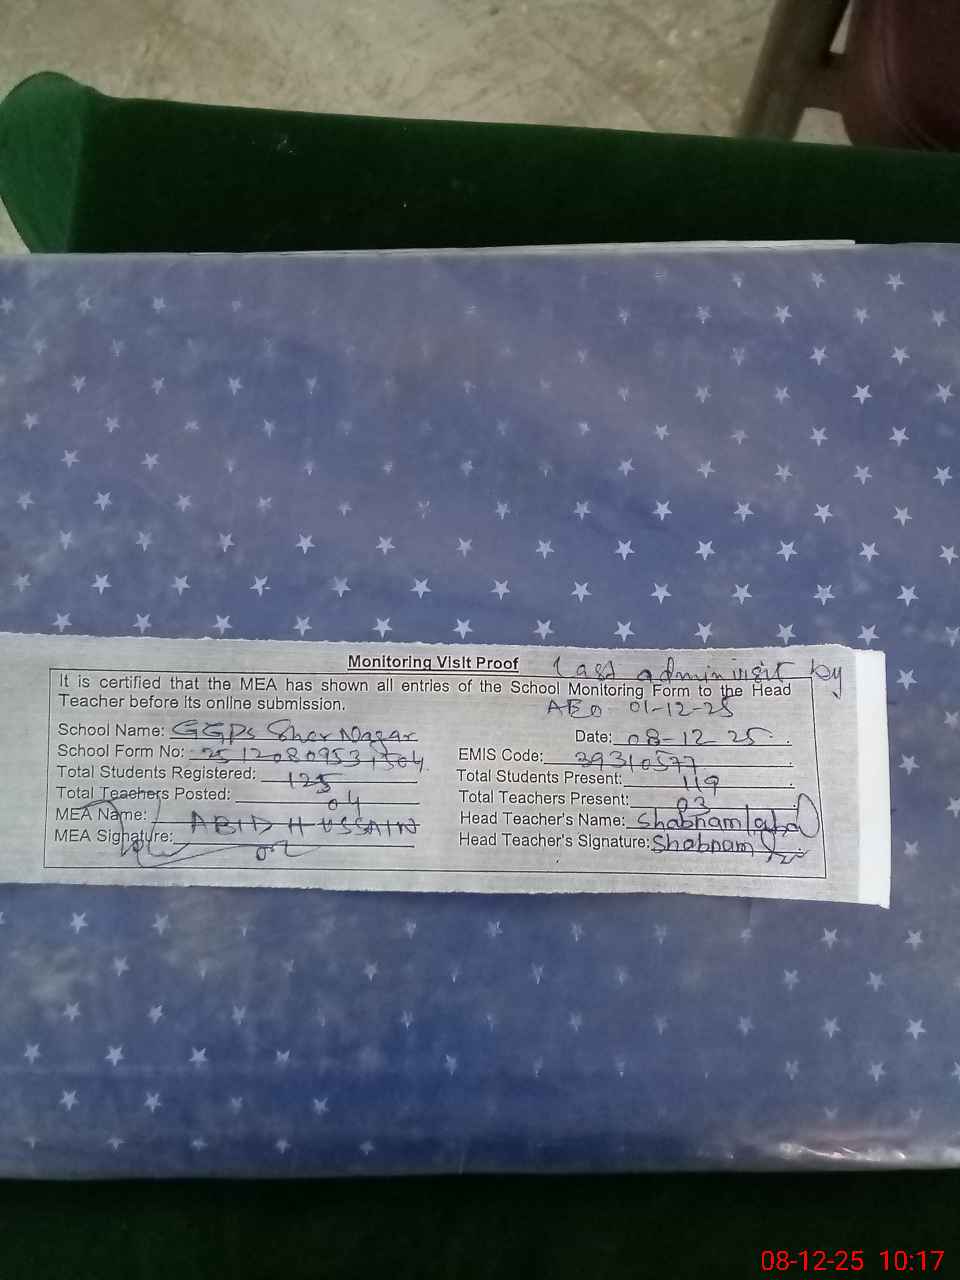 Monitoring Visit Proof
Last admin visit by
AEO 01-12-25
It is certified that the MEA has shown all entries of the School Monitoring Form to the Head
Teacher before its online submission.
School Name: GGPS Sher Nagar
Date: 08-12-25
School Form No: 25120809531504
EMIS Code: 39310577
Total Students Registered: 125
Total Students Present: 119
Total Teachers Posted: 04
Total Teachers Present: 03
MEA Name: ABID HUSSAIN
Head Teacher's Name: Shabnam Iqbal
MEA Signature:
Head Teacher's Signature: Shabnam
08-12-25 10:17